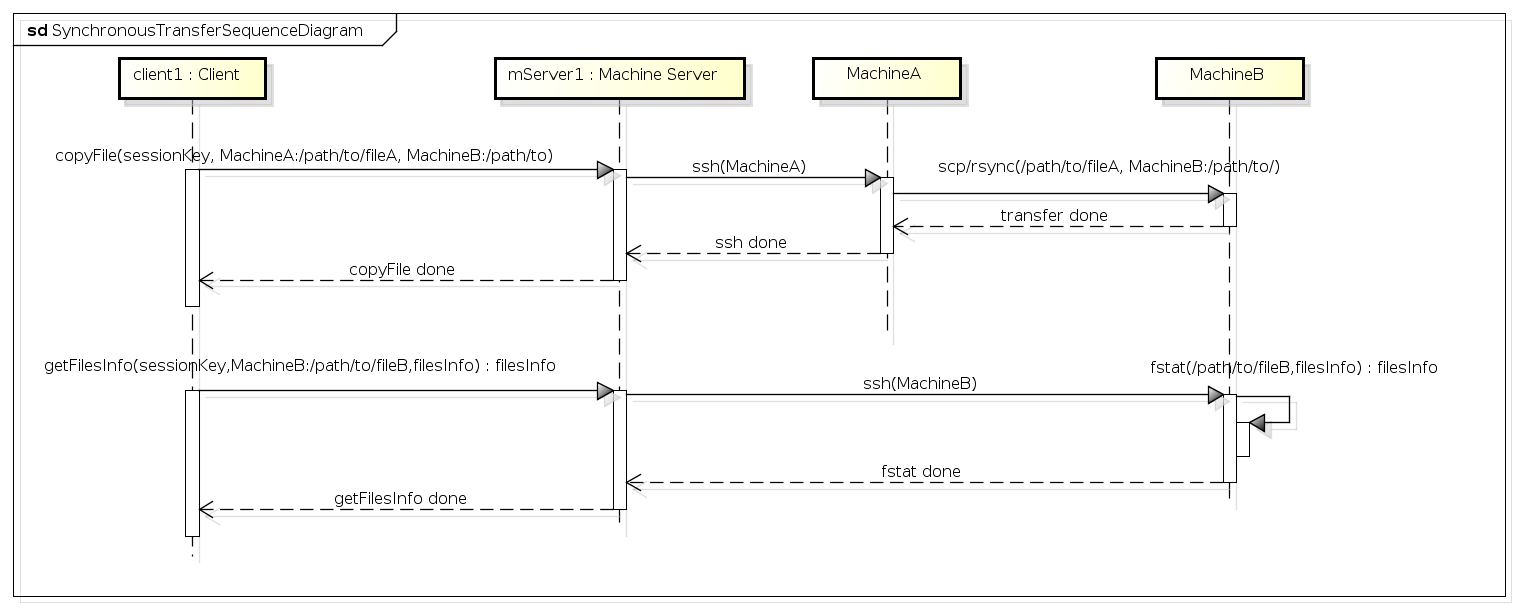 sd SynchronousTransferSequenceDiagram
client1 : Client
mServer1 : Machine Server
MachineA
MachineB
copyFile(sessionKey, MachineA:/path/to/fileA, MachineB:/path/to)
ssh(MachineA)
scp/rsync(/path/to/fileA, MachineB:/path/to/)
transfer done
ssh done
copyFile done
getFilesInfo(sessionKey,MachineB:/path/to/fileB,filesInfo) : filesInfo
fstat(/path/to/fileB,filesInfo) : filesInfo
ssh(MachineB)
fstat done
getFilesInfo done